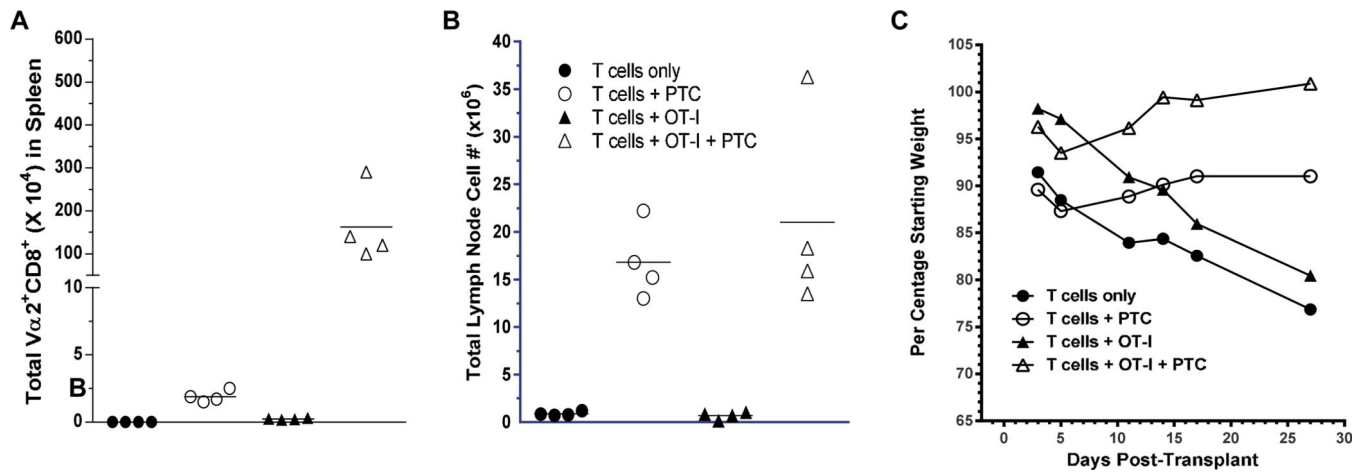 A
Total Vα2⁺CD8⁺ (X 10⁴) in Spleen
600
500
400
300
200
100
10
5
0
B
B
Total Lymph Node Cell #' (x10⁶)
40
35
30
25
20
15
10
5
0
T cells only
T cells + PTC
T cells + OT-I
T cells + OT-I + PTC
C
Per Centage Starting Weight
105
100
95
90
85
80
75
70
65
T cells only
T cells + PTC
T cells + OT-I
T cells + OT-I + PTC
0 5 10 15 20 25 30
Days Post-Transplant